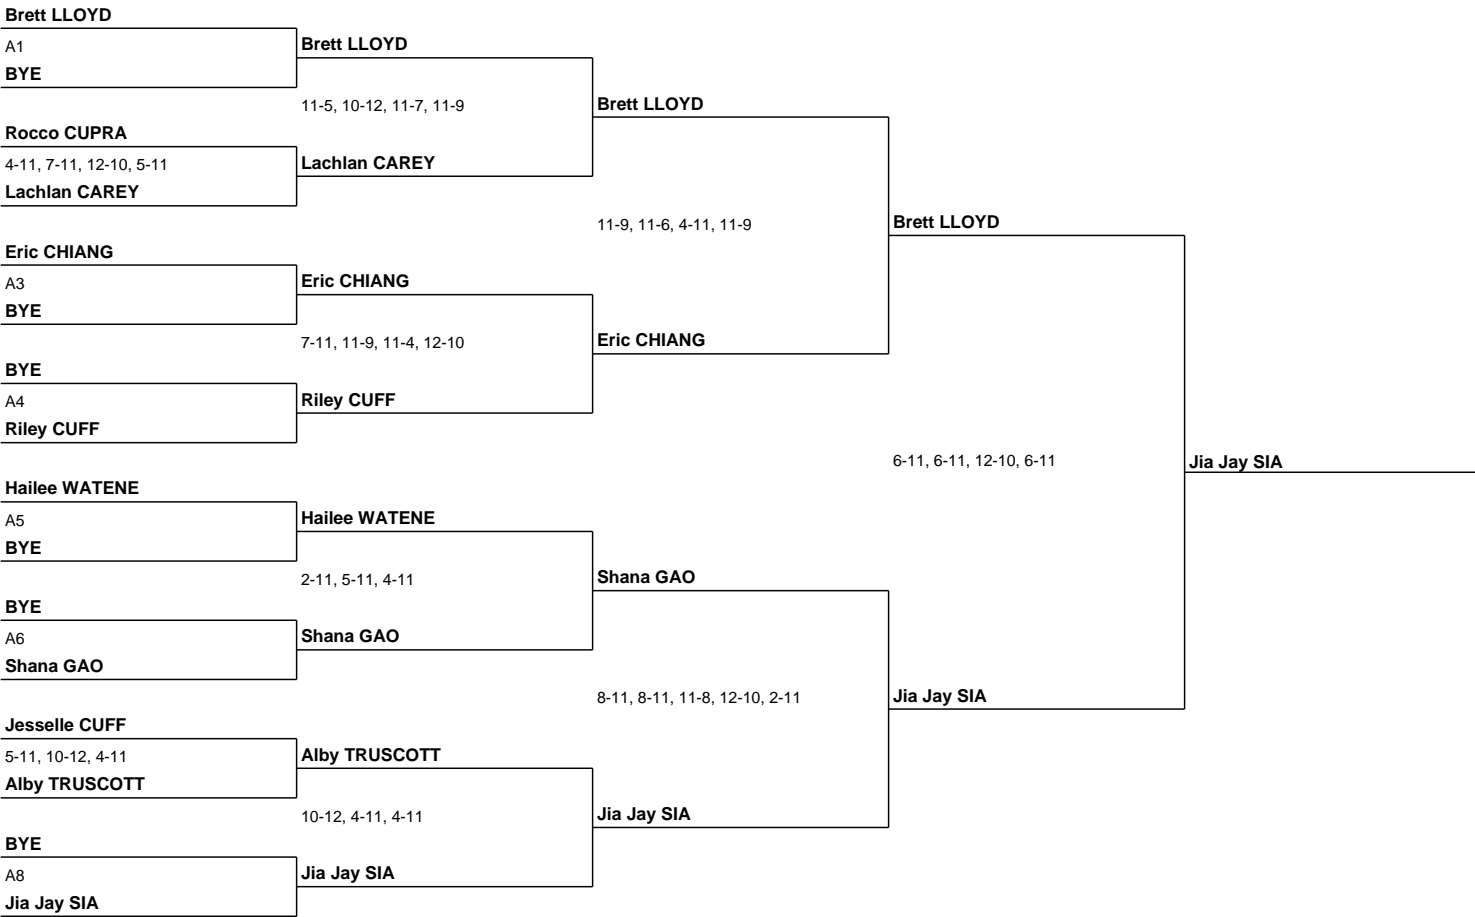 Brett LLOYD
A1
BYE
Rocco CUPRA
4-11, 7-11, 12-10, 5-11
Lachlan CAREY
Eric CHIANG
A3
BYE
BYE
A4
Riley CUFF
Hailee WATENE
A5
BYE
BYE
A6
Shana GAO
Jesselle CUFF
5-11, 10-12, 4-11
Alby TRUSCOTT
BYE
A8
Jia Jay SIA
Brett LLOYD
11-5, 10-12, 11-7, 11-9
Lachlan CAREY
Eric CHIANG
7-11, 11-9, 11-4, 12-10
Riley CUFF
Hailee WATENE
2-11, 5-11, 4-11
Shana GAO
Alby TRUSCOTT
10-12, 4-11, 4-11
Jia Jay SIA
Brett LLOYD
11-9, 11-6, 4-11, 11-9
Eric CHIANG
Shana GAO
8-11, 8-11, 11-8, 12-10, 2-11
Jia Jay SIA
Brett LLOYD
6-11, 6-11, 12-10, 6-11
Jia Jay SIA
Jia Jay SIA